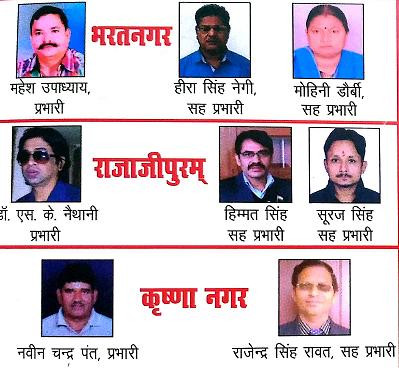 भरतनगर
महेश उपाध्याय,
प्रभारी
हीरा सिंह नेगी,
सह प्रभारी
मोहिनी डौर्बी,
सह प्रभारी
राजाजीपुरम्
डॉ. एस. के. नैथानी
प्रभारी
हिम्मत सिंह
सह प्रभारी
सूरज सिंह
सह प्रभारी
कृष्णा नगर
नवीन चन्द्र पंत, प्रभारी
राजेन्द्र सिंह रावत, सह प्रभारी